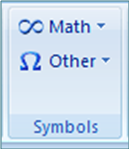 ∞ Math
Ω Other
Symbols